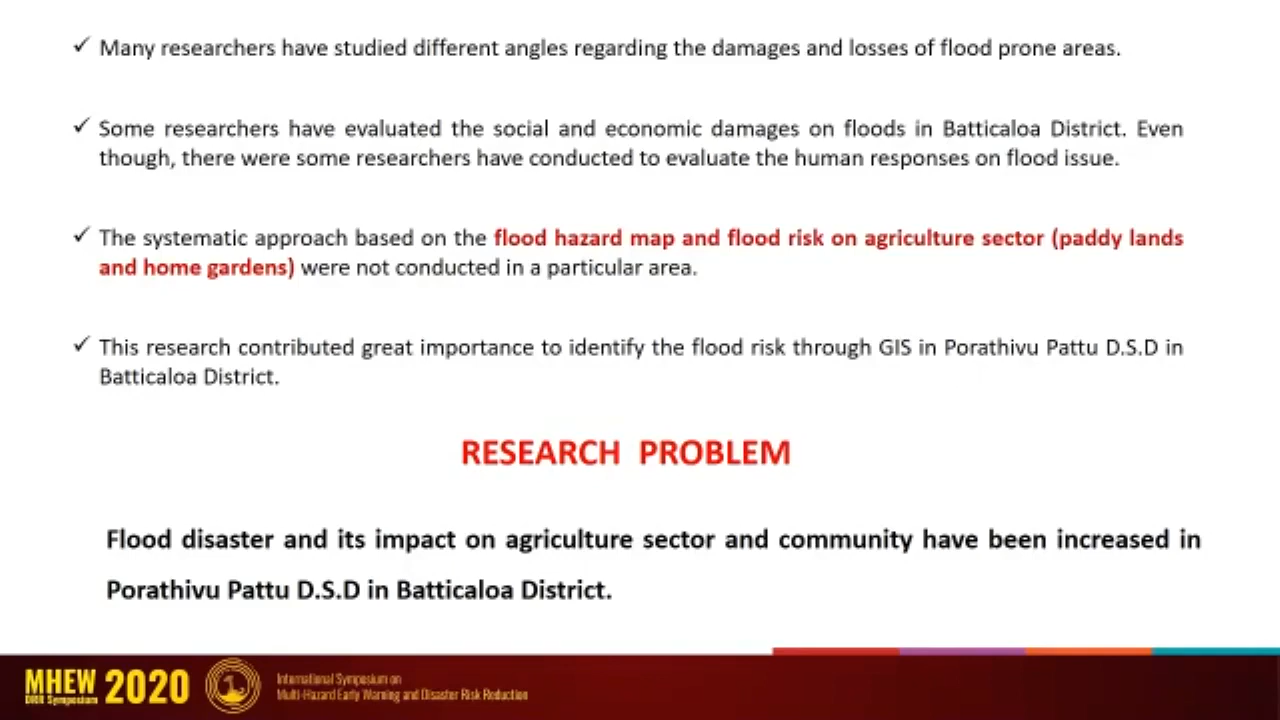 ✓ Many researchers have studied different angles regarding the damages and losses of flood prone areas.
✓ Some researchers have evaluated the social and economic damages on floods in Batticaloa District. Even
though, there were some researchers have conducted to evaluate the human responses on flood issue.
✓ The systematic approach based on the flood hazard map and flood risk on agriculture sector (paddy lands
and home gardens) were not conducted in a particular area.
✓ This research contributed great importance to identify the flood risk through GIS in Porathivu Pattu D.S.D in
Batticaloa District.
RESEARCH PROBLEM
Flood disaster and its impact on agriculture sector and community have been increased in
Porathivu Pattu D.S.D in Batticaloa District.
MHEW
DRR Symposium
2020
International Symposium on
Multi-Hazard Early Warning and Disaster Risk Reduction